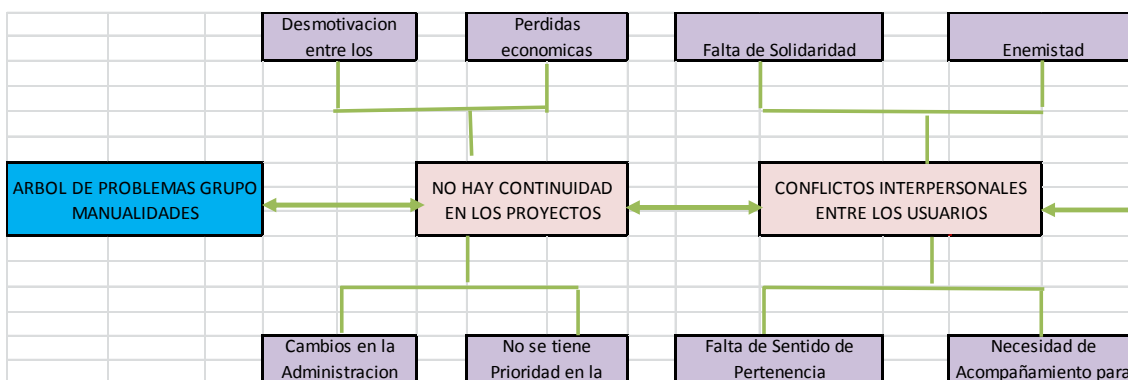 Desmotivacion
entre los
Perdidas
economicas
Falta de Solidaridad
Enemistad
ARBOL DE PROBLEMAS GRUPO
MANUALIDADES
NO HAY CONTINUIDAD
EN LOS PROYECTOS
CONFLICTOS INTERPERSONALES
ENTRE LOS USUARIOS
Cambios en la
Administracion
No se tiene
Prioridad en la
Falta de Sentido de
Pertenencia
Necesidad de
Acompañamiento para